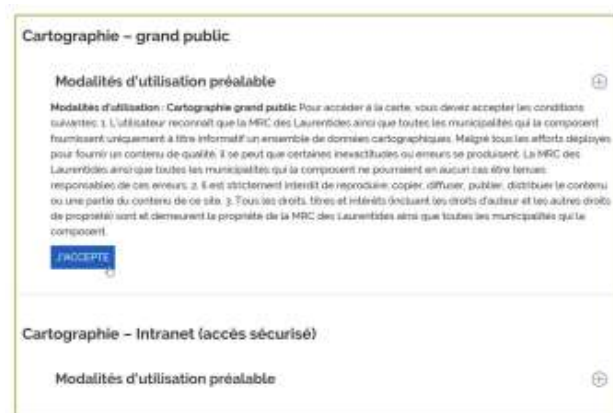 Cartographie – grand public
Modalités d'utilisation préalable
Modalités d'utilisation : Cartographie grand public Pour accéder à la carte, vous devez accepter les conditions
suivantes: 1. L'utilisateur reconnaît que la MRC des Laurentides ainsi que toutes les municipalités qui la composent
fournissent uniquement à titre informatif un ensemble de données cartographiques. Malgré tous les efforts déployés
pour fournir un contenu de qualité, il se peut que certaines inexactitudes ou erreurs se produisent. La MRC des
Laurentides ainsi que toutes les municipalités qui la composent ne pourraient en aucun cas être tenues
responsables de ces erreurs. 2. Il est strictement interdit de reproduire, copier, diffuser, publier, distribuer le contenu
ou une partie du contenu de ce site. 3. Tous les droits, titres et intérêts (incluant les droits d'auteur et les autres droits
de propriété) sont et demeurent la propriété de la MRC des Laurentides ainsi que toutes les municipalités qui la
composent.
J'ACCEPTE
Cartographie – Intranet (accès sécurisé)
Modalités d'utilisation préalable